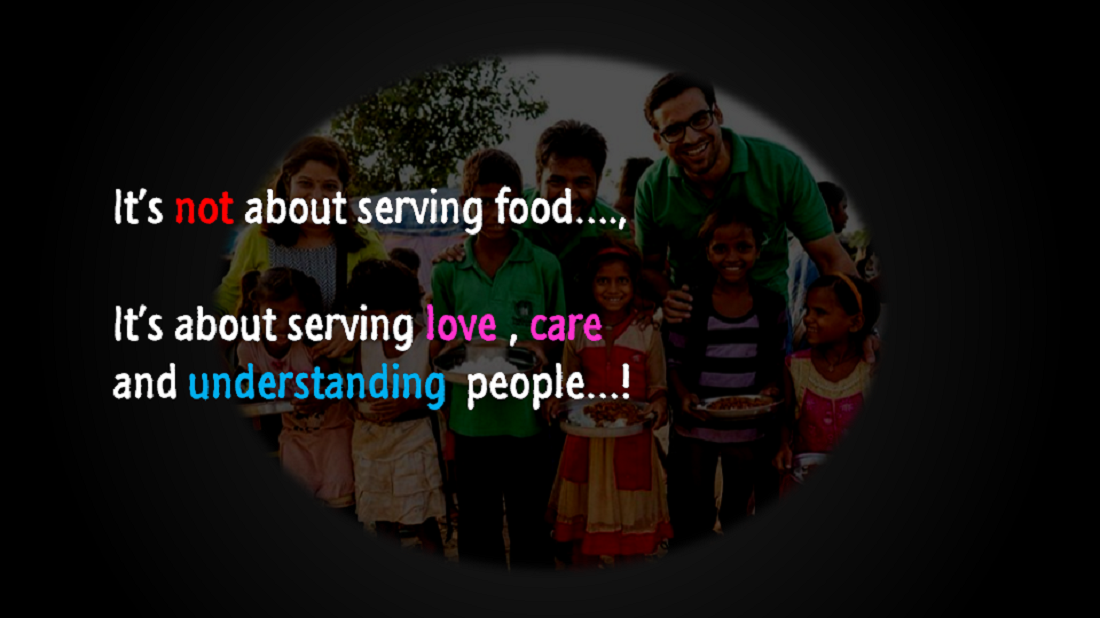 It's not about serving food....,
It's about serving love , care
and understanding people...!